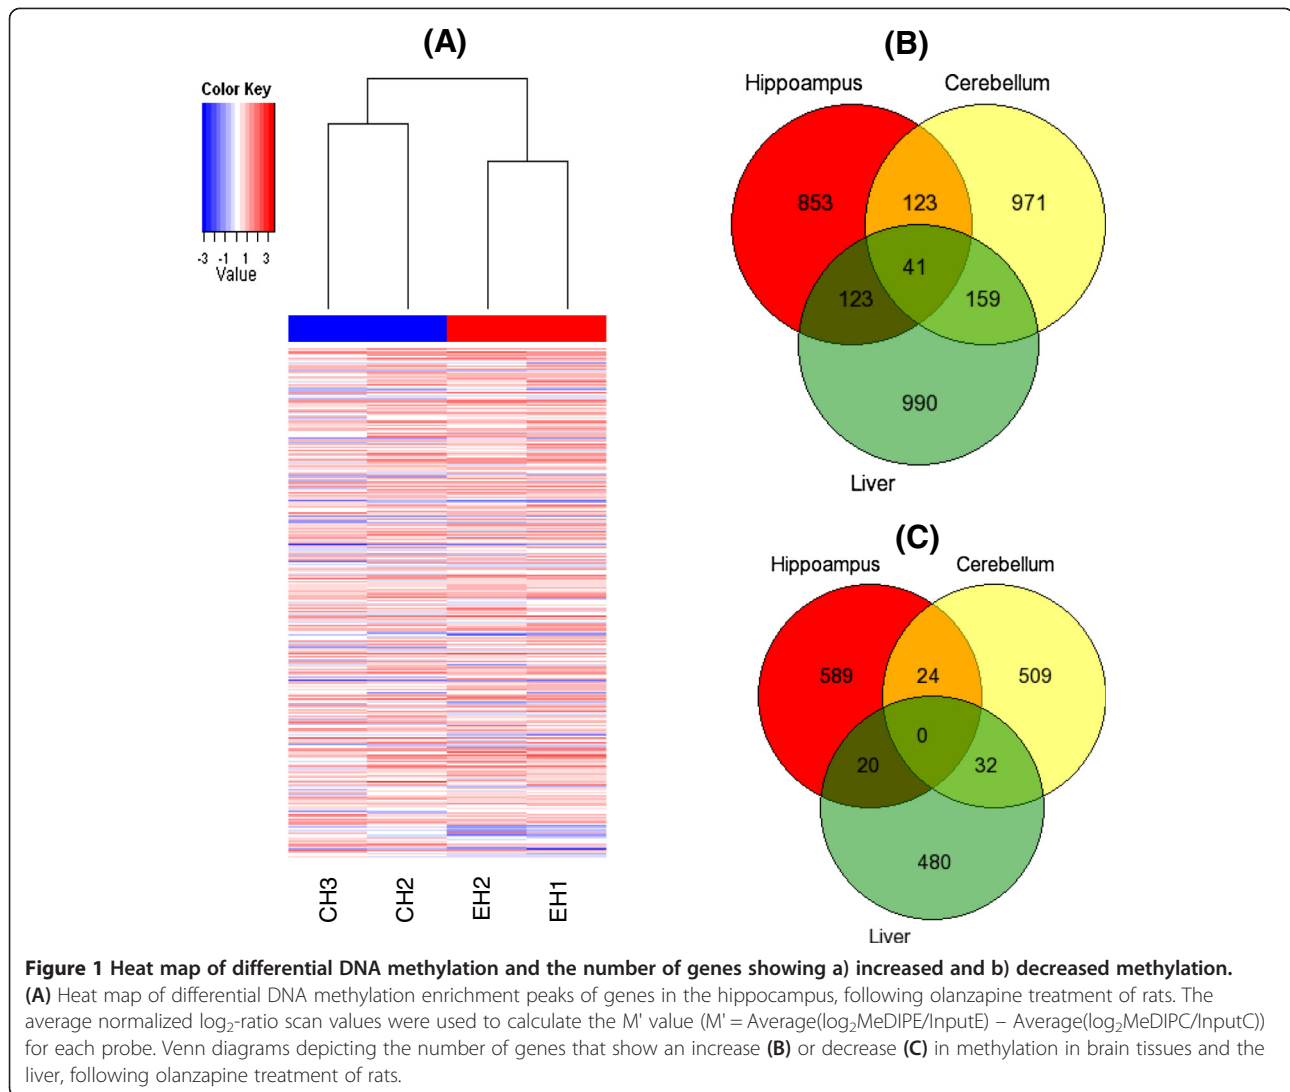 (A)
Color Key
-3 -1 1 3
Value
CH3
CH2
EH2
EH1
(B)
Hippoampus
Cerebellum
853
123
971
41
123
159
990
Liver
(C)
Hippoampus
Cerebellum
589
24
509
0
20
32
480
Liver
Figure 1 Heat map of differential DNA methylation and the number of genes showing a) increased and b) decreased methylation.
(A) Heat map of differential DNA methylation enrichment peaks of genes in the hippocampus, following olanzapine treatment of rats. The
average normalized log₂-ratio scan values were used to calculate the M' value (M' = Average(log₂MeDIPE/InputE) – Average(log₂MeDIPC/InputC))
for each probe. Venn diagrams depicting the number of genes that show an increase (B) or decrease (C) in methylation in brain tissues and the
liver, following olanzapine treatment of rats.